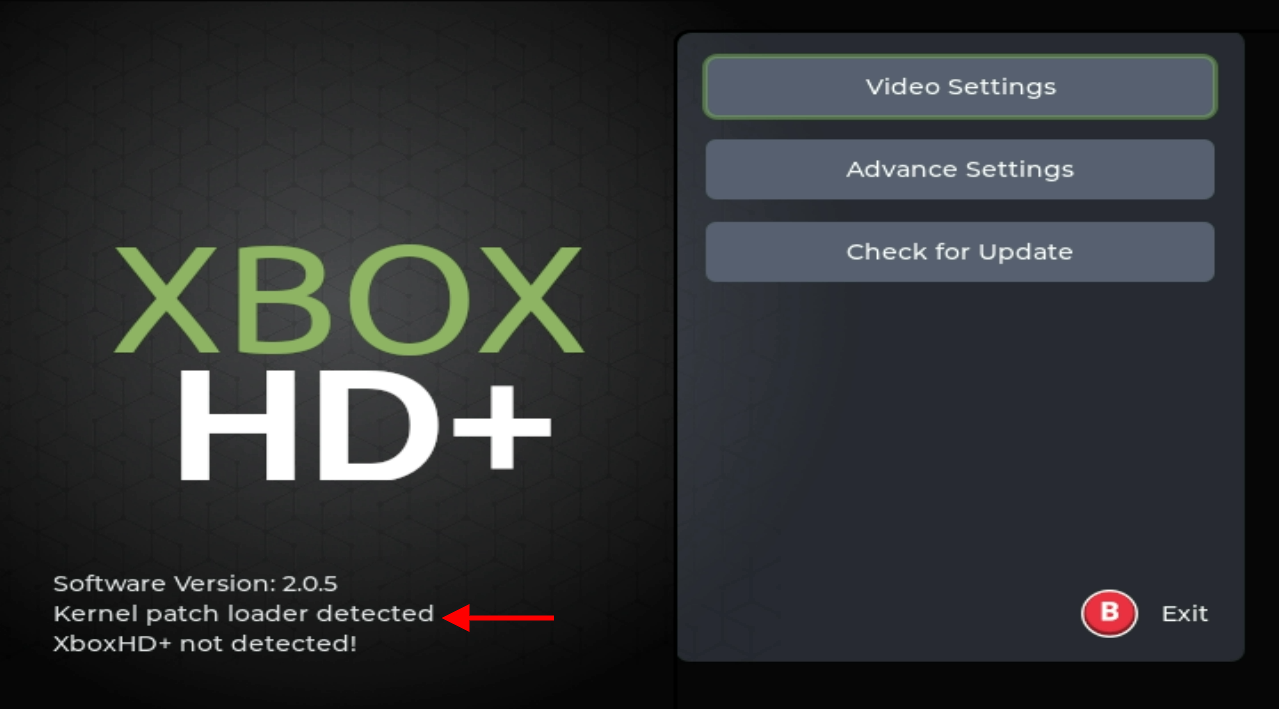 XBOX
HD+
Software Version: 2.0.5
Kernel patch loader detected
XboxHD+ not detected!
Video Settings
Advance Settings
Check for Update
B Exit